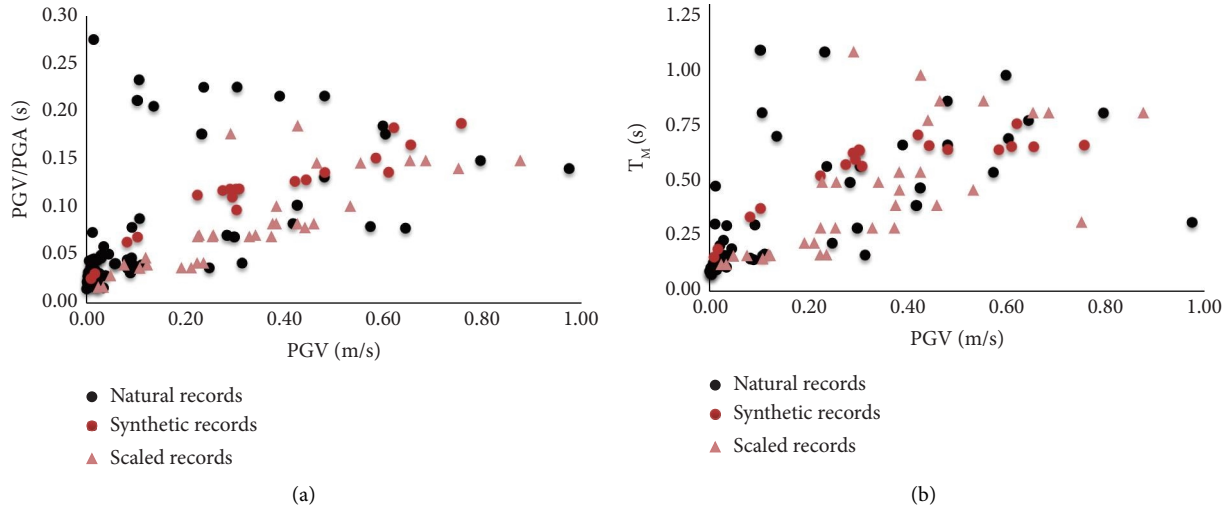 0.30
0.25
0.20
0.15
0.10
0.05
0.00
PGV/PGA (s)
0.00 0.20 0.40 0.60 0.80 1.00
PGV (m/s)
Natural records
Synthetic records
Scaled records
(a)
1.25
1.00
0.75
0.50
0.25
0.00
T_M (s)
0.00 0.20 0.40 0.60 0.80 1.00
PGV (m/s)
Natural records
Synthetic records
Scaled records
(b)